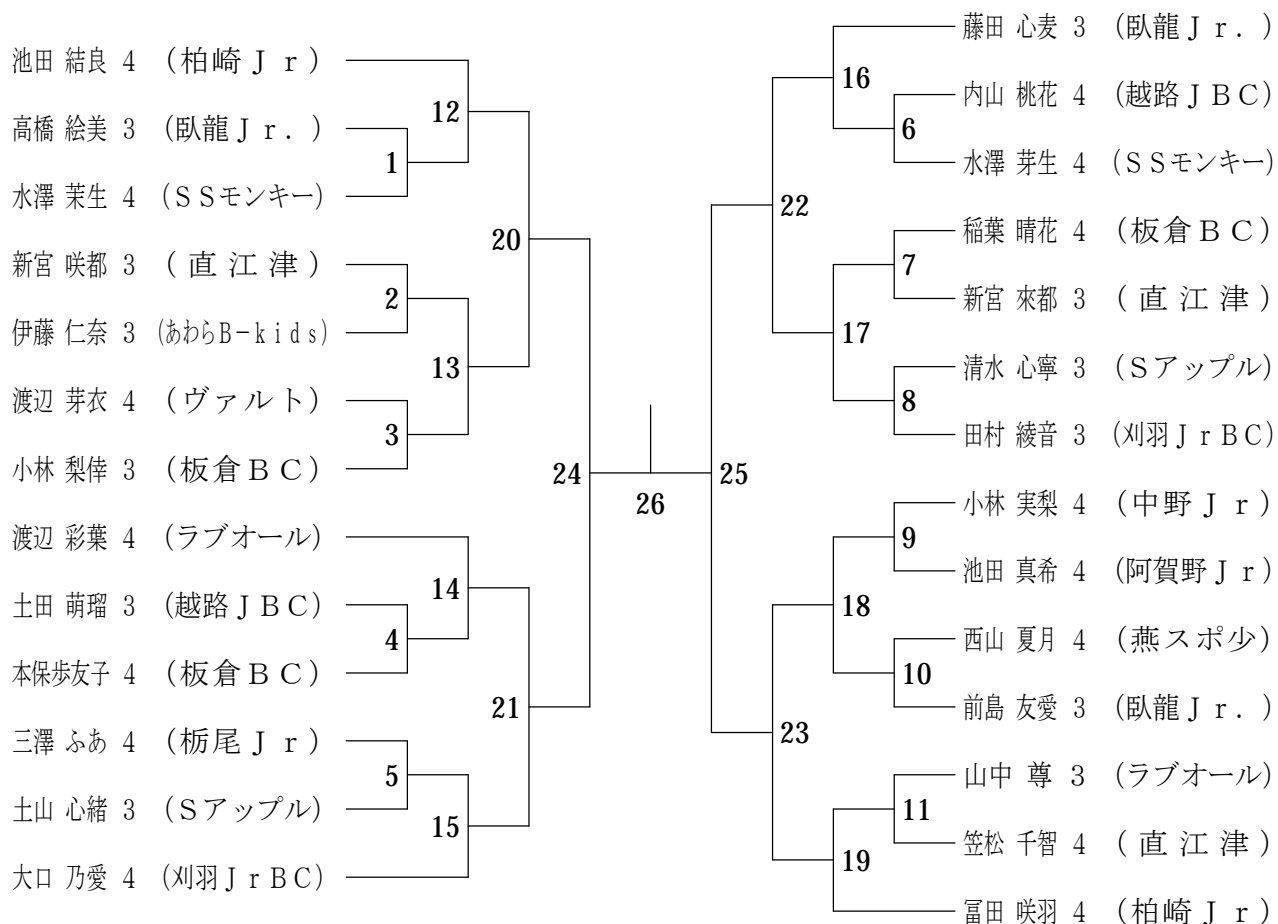 池田 結良 4 (柏崎Ｊｒ)
高橋 絵美 3 (臥龍Ｊｒ．)
水澤 茉生 4 (ＳＳモンキー)
新宮 咲都 3 (直江津)
伊藤 仁奈 3 (あわらB−kids)
渡辺 芽衣 4 (ヴァルト)
小林 梨倖 3 (板倉ＢＣ)
渡辺 彩葉 4 (ラブオール)
土田 萌瑠 3 (越路ＪＢＣ)
本保歩友子 4 (板倉ＢＣ)
三澤 ふあ 4 (栃尾Ｊｒ)
土山 心緒 3 (Ｓアップル)
大口 乃愛 4 (刈羽ＪｒBC)
1
2
3
4
5
12
13
14
15
20
21
24
26
25
22
23
16
17
18
19
6
7
8
9
10
11
藤田 心麦 3 (臥龍Ｊｒ．)
内山 桃花 4 (越路ＪＢＣ)
水澤 芽生 4 (ＳＳモンキー)
稲葉 晴花 4 (板倉ＢＣ)
新宮 來都 3 (直江津)
清水 心寧 3 (Ｓアップル)
田村 綾音 3 (刈羽ＪｒBC)
小林 実梨 4 (中野Ｊｒ)
池田 真希 4 (阿賀野Ｊｒ)
西山 夏月 4 (燕スポ少)
前島 友愛 3 (臥龍Ｊｒ．)
山中 尊 3 (ラブオール)
笠松 千智 4 (直江津)
冨田 咲羽 4 (柏崎Ｊｒ)